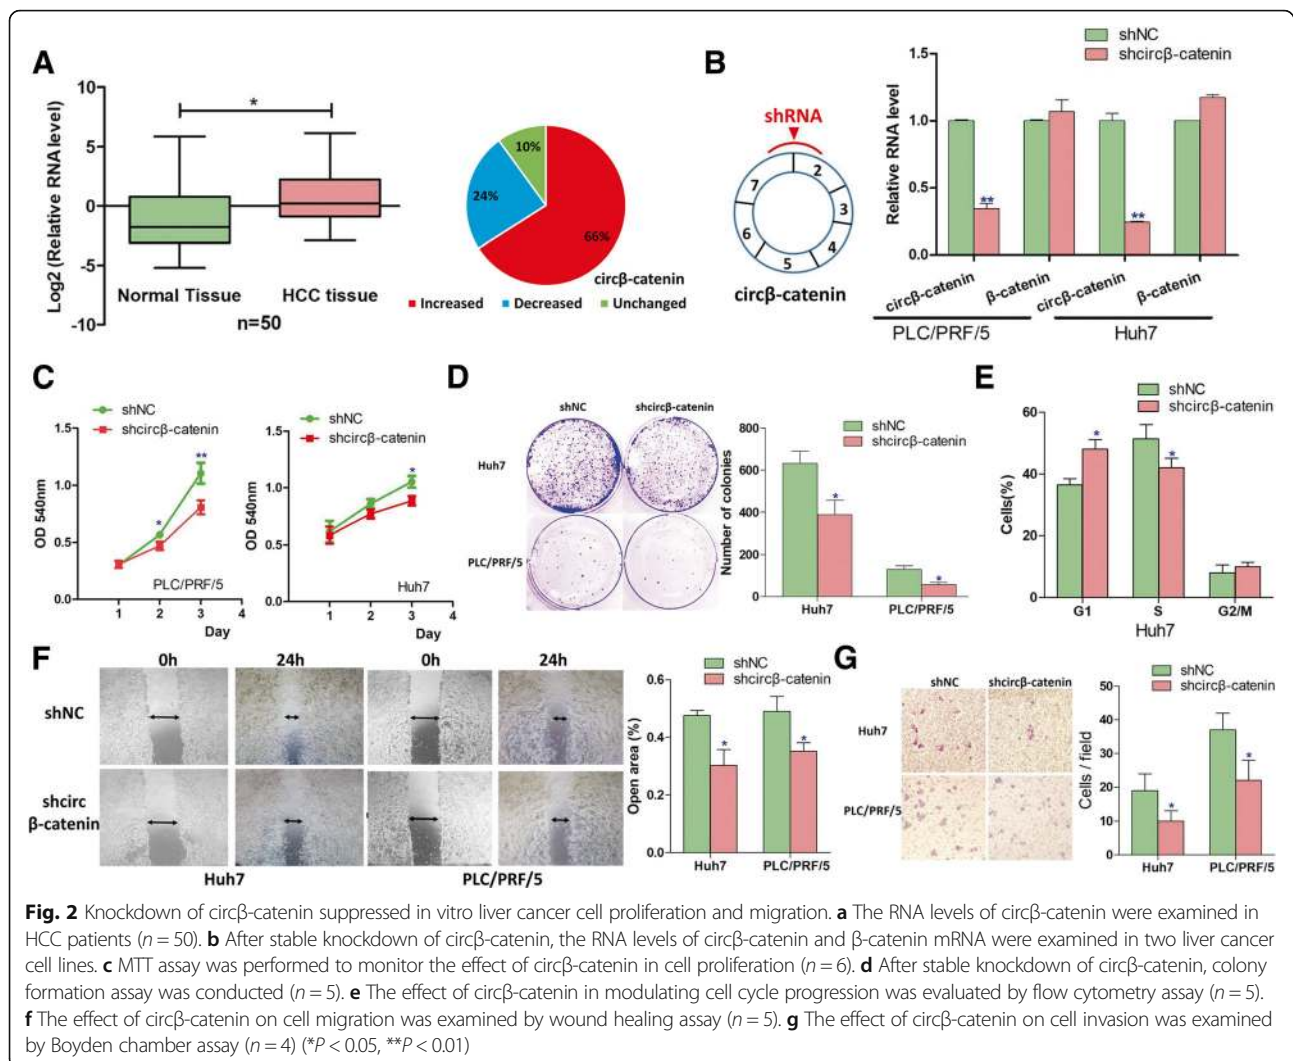 A
Log2 (Relative RNA level)
10
5
0
-5
-10
*
Normal Tissue
HCC tissue
n=50
10%
24%
66%
circβ-catenin
Increased
Decreased
Unchanged
B
shRNA
2
3
4
5
6
7
circβ-catenin
shNC
shcircβ-catenin
Relative RNA level
1.5
1.0
0.5
0.0
**
**
circβ-catenin
β-catenin
circβ-catenin
β-catenin
PLC/PRF/5
Huh7
C
shNC
shcircβ-catenin
OD 540nm
1.5
1.0
0.5
0.0
*
**
PLC/PRF/5
1 2 3 4
Day
shNC
shcircβ-catenin
OD 540nm
1.5
1.0
0.5
0.0
*
Huh7
1 2 3 4
Day
D
shNC
shcircβ-catenin
Huh7
PLC/PRF/5
shNC
shcircβ-catenin
Number of colonies
800
600
400
200
0
*
*
Huh7
PLC/PRF/5
E
shNC
shcircβ-catenin
Cells(%)
60
40
20
0
*
*
G1
S
G2/M
Huh7
F
0h
24h
0h
24h
shNC
shcirc
β-catenin
Huh7
PLC/PRF/5
shNC
shcircβ-catenin
Open area (%)
0.6
0.4
0.2
0.0
*
*
Huh7
PLC/PRF/5
G
shNC
shcircβ-catenin
Huh7
PLC/PRF/5
shNC
shcircβ-catenin
Cells / field
50
40
30
20
10
0
*
*
Huh7
PLC/PRF/5
Fig. 2 Knockdown of circβ-catenin suppressed in vitro liver cancer cell proliferation and migration. a The RNA levels of circβ-catenin were examined in
HCC patients (n = 50). b After stable knockdown of circβ-catenin, the RNA levels of circβ-catenin and β-catenin mRNA were examined in two liver cancer
cell lines. c MTT assay was performed to monitor the effect of circβ-catenin in cell proliferation (n = 6). d After stable knockdown of circβ-catenin, colony
formation assay was conducted (n = 5). e The effect of circβ-catenin in modulating cell cycle progression was evaluated by flow cytometry assay (n = 5).
f The effect of circβ-catenin on cell migration was examined by wound healing assay (n = 5). g The effect of circβ-catenin on cell invasion was examined
by Boyden chamber assay (n = 4) (*P < 0.05, **P < 0.01)